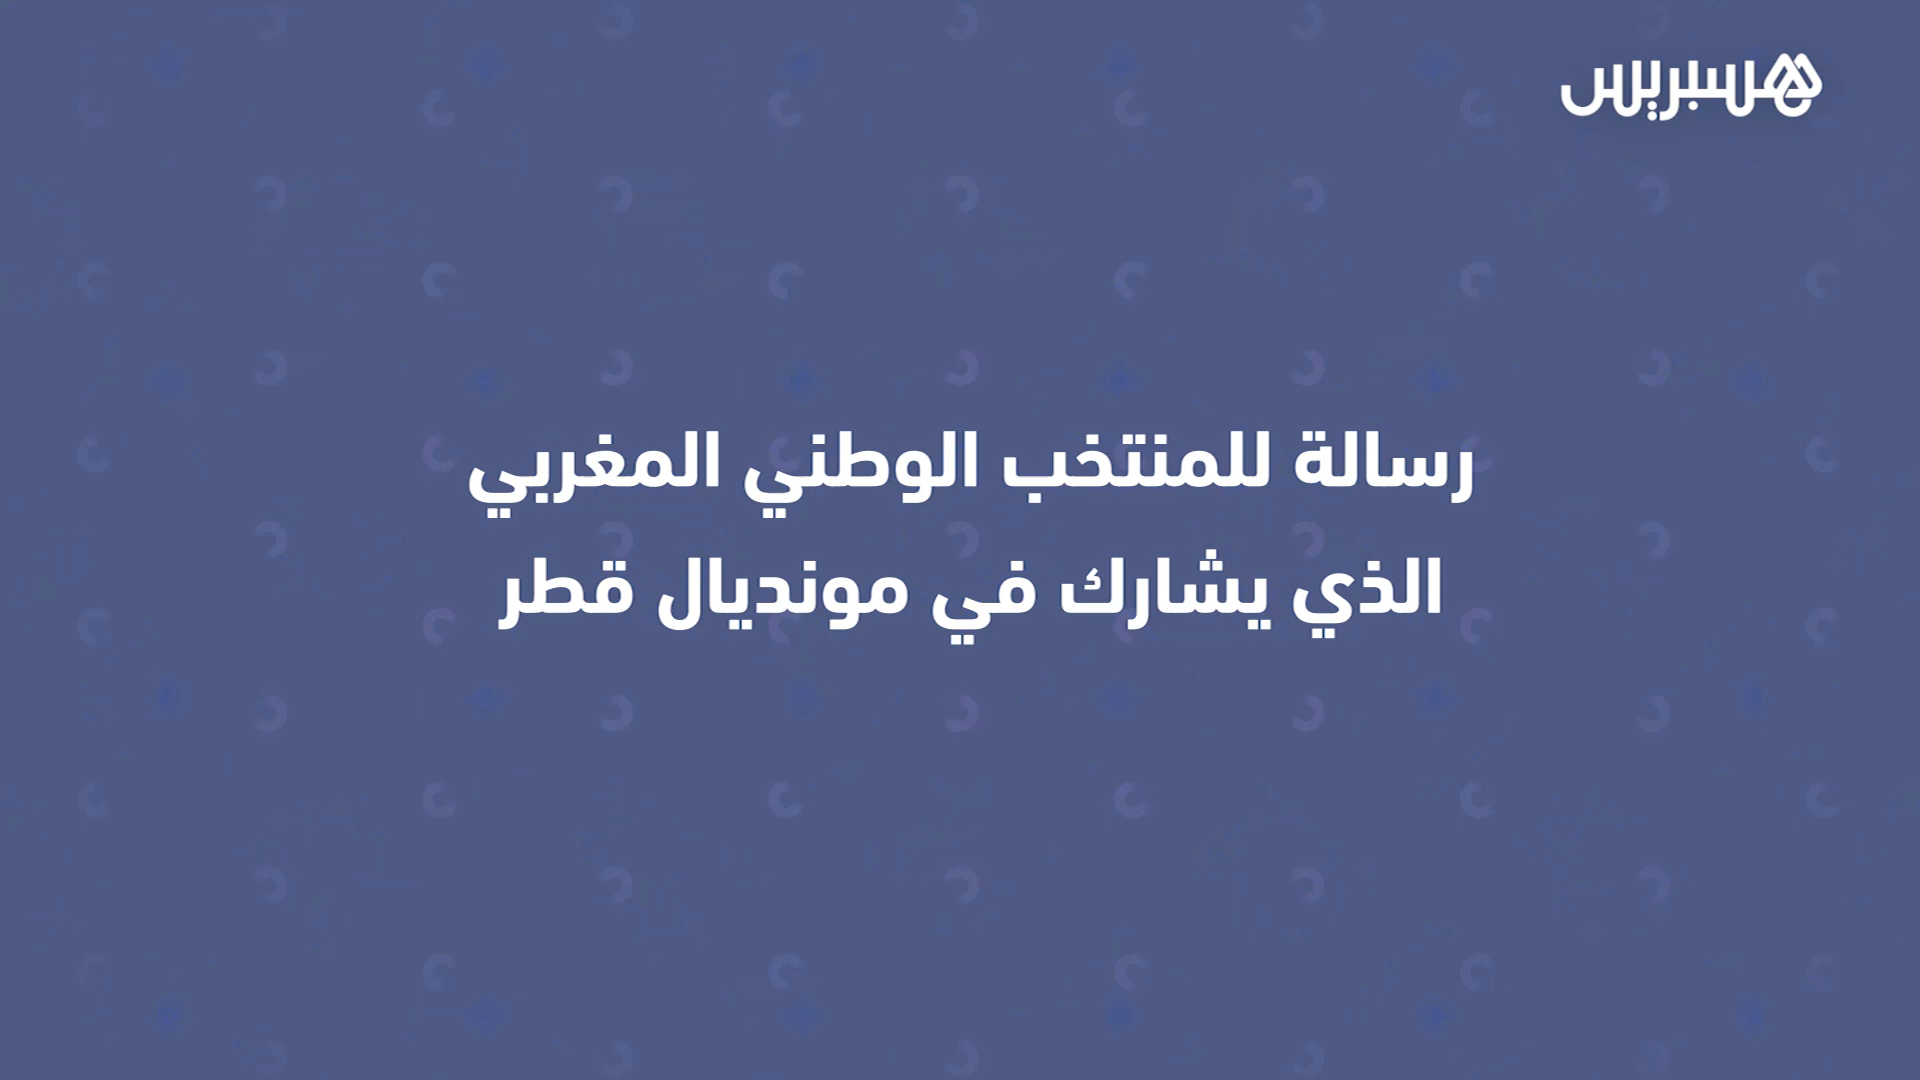 هسبريس
رسالة للمنتخب الوطني المغربي
الذي يشارك في مونديال قطر